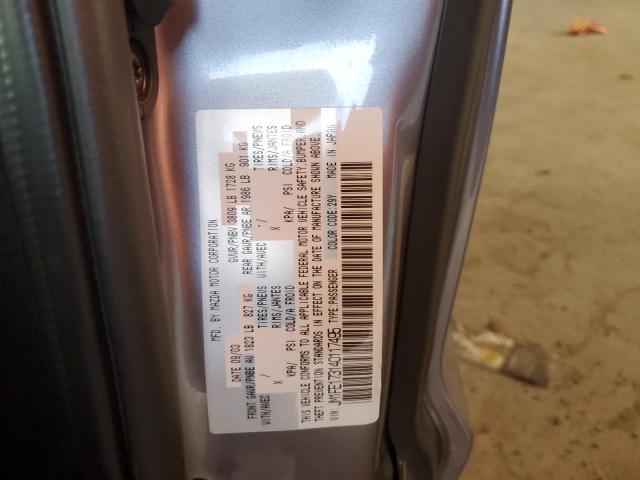 MFD. BY MAZDA MOTOR CORPORATION
DATE 09/03 GVWR/PNBV 3809 LB 1728 KG
FRONT GAWR/PNBE AV 1823 LB 827 KG REAR GAWR/PNBE AR 1986 LB 901 KG
WITH/AVEC TIRES/PNEUS WITH/AVEC TIRES/PNEUS
X RIMS/JANTES -/ X RIMS/JANTES
KPA/ PSI COLD/A FROID KPA/ PSI COLD/A FROID
THIS VEHICLE CONFORMS TO ALL APPLICABLE FEDERAL MOTOR VEHICLE SAFETY, BUMPER, AND
THEFT PREVENTION STANDARDS IN EFFECT ON THE DATE OF MANUFACTURE SHOWN ABOVE.
VIN: JM1FE173140117495 TYPE:PASSENGER COLOR CODE:29Y MADE IN JAPAN